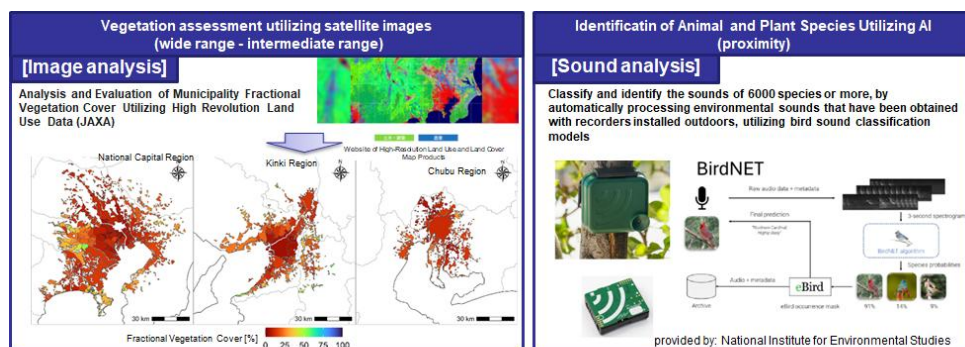 Vegetation assessment utilizing satellite images
(wide range - intermediate range)
[Image analysis]
Analysis and Evaluation of Municipality Fractional
Vegetation Cover Utilizing High Revolution Land
Use Data (JAXA)
Website of High-Resolution Land Use and Land Cover
Map Products
National Capital Region
Kinki Region
Chubu Region
N
N
N
30 km
30 km
30 km
Fractional Vegetation Cover [%]
0 25 50 75 100
Identificatin of Animal and Plant Species Utilizing AI
(proximity)
[Sound analysis]
Classify and identify the sounds of 6000 species or more, by
automatically processing environmental sounds that have been obtained
with recorders installed outdoors, utilizing bird sound classification
models
BirdNET
Raw audio data + metadata
3-second spectrogram
Final prediction
BirdNET algorithm
Species probabilities
Audio + metadata
eBird
Archive
eBird occurrence mask
91%
14%
9%
provided by: National Institute for Environmental Studies